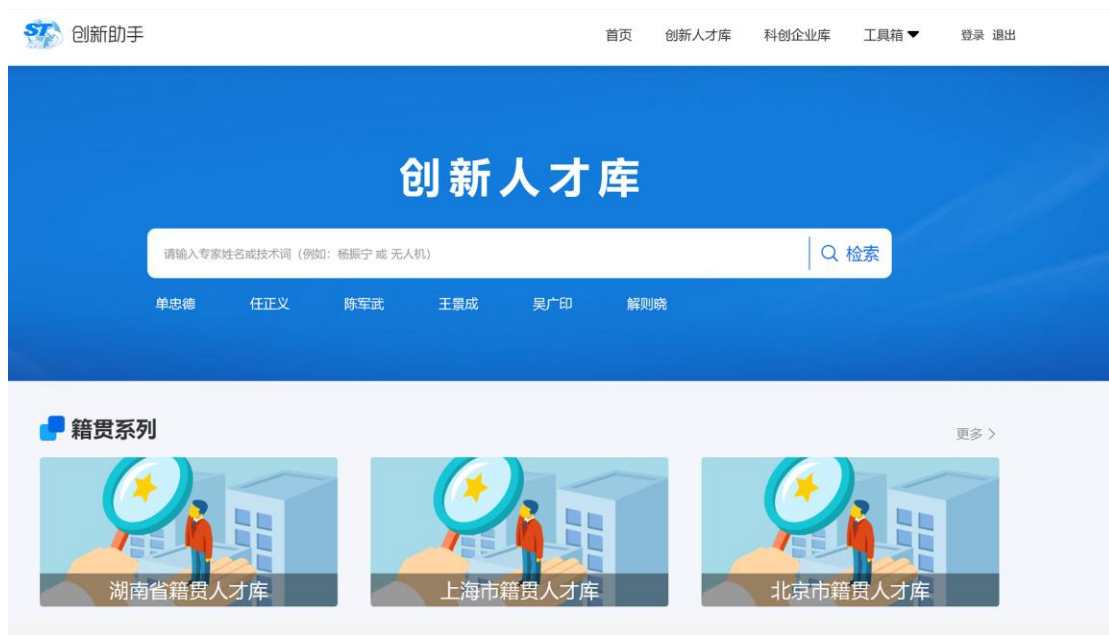 ST 创新助手 首页 创新人才库 科创企业库 工具箱 登录 退出
创新人才库
请输入专家姓名或技术词（例如：杨振宁 或 无人机） 检索
单忠德 任正义 陈军武 王景成 吴广印 解则晓
籍贯系列 更多
湖南省籍贯人才库 上海市籍贯人才库 北京市籍贯人才库